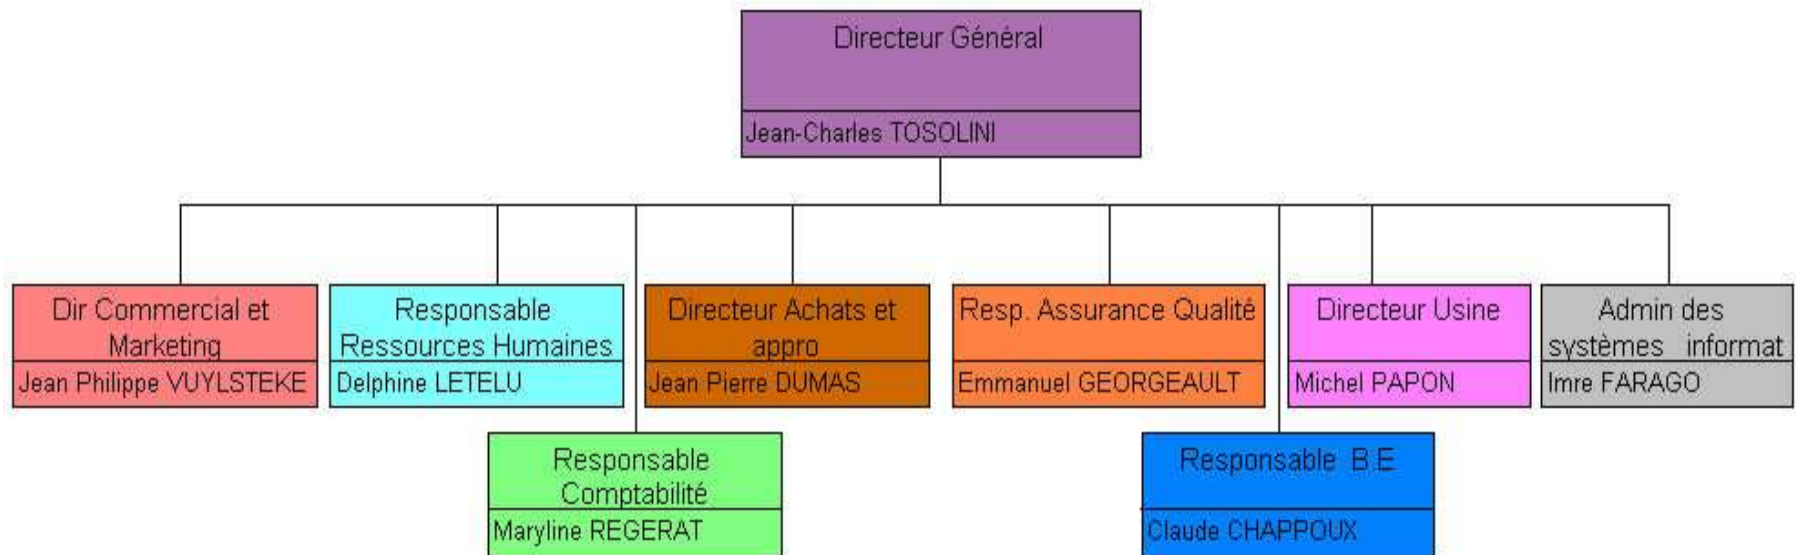 Directeur Général
Jean-Charles TOSOLINI
Dir Commercial et
Marketing
Jean Philippe VUYLSTEKE
Responsable
Ressources Humaines
Delphine LETELU
Directeur Achats et
appro
Jean Pierre DUMAS
Resp. Assurance Qualité
Emmanuel GEORGEAULT
Directeur Usine
Michel PAPON
Admin des
systèmes informat
Imre FARAGO
Responsable
Comptabilité
Maryline REGERAT
Responsable B.E
Claude CHAPPOUX